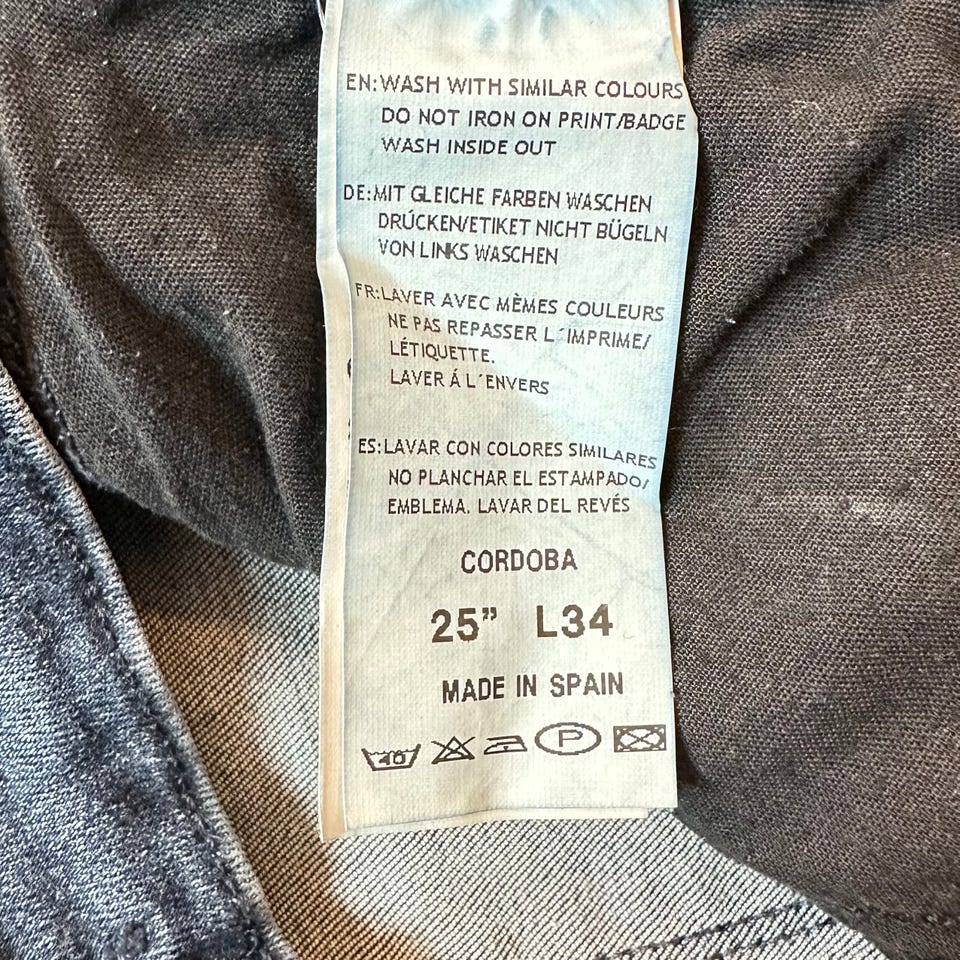 EN:WASH WITH SIMILAR COLOURS
DO NOT IRON ON PRINT/BADGE
WASH INSIDE OUT
DE:MIT GLEICHE FARBEN WASCHEN
DRÚCKEN/ETIKET NICHT BÜGELN
VON LINKS WASCHEN
FR:LAVER AVEC MÈMES COULEURS
NE PAS REPASSER L´IMPRIME/
LÉTIQUETTE.
LAVER Á L´ENVERS
ES:LAVAR CON COLORES SIMILARES
NO PLANCHAR EL ESTAMPADO/
EMBLEMA. LAVAR DEL REVÉS
CORDOBA
25” L34
MADE IN SPAIN
40 P